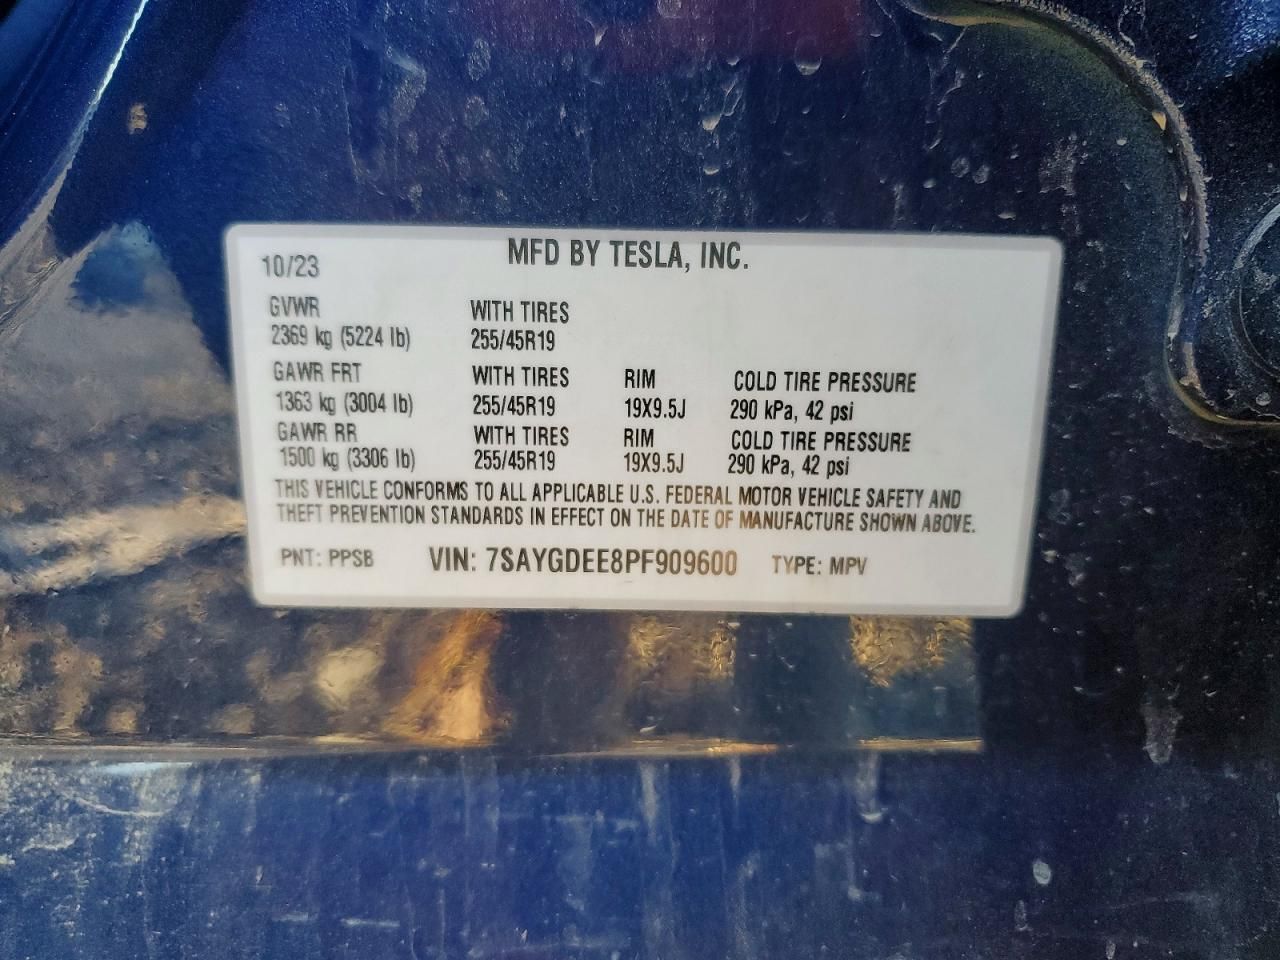 MFD BY TESLA, INC.
10/23
GVWR WITH TIRES
2369 kg (5224 lb) 255/45R19
GAWR FRT WITH TIRES RIM COLD TIRE PRESSURE
1363 kg (3004 lb) 255/45R19 19X9.5J 290 kPa, 42 psi
GAWR RR WITH TIRES RIM COLD TIRE PRESSURE
1500 kg (3306 lb) 255/45R19 19X9.5J 290 kPa, 42 psi
THIS VEHICLE CONFORMS TO ALL APPLICABLE U.S. FEDERAL MOTOR VEHICLE SAFETY AND
THEFT PREVENTION STANDARDS IN EFFECT ON THE DATE OF MANUFACTURE SHOWN ABOVE.
PNT: PPSB VIN: 7SAYGDEE8PF909600 TYPE: MPV